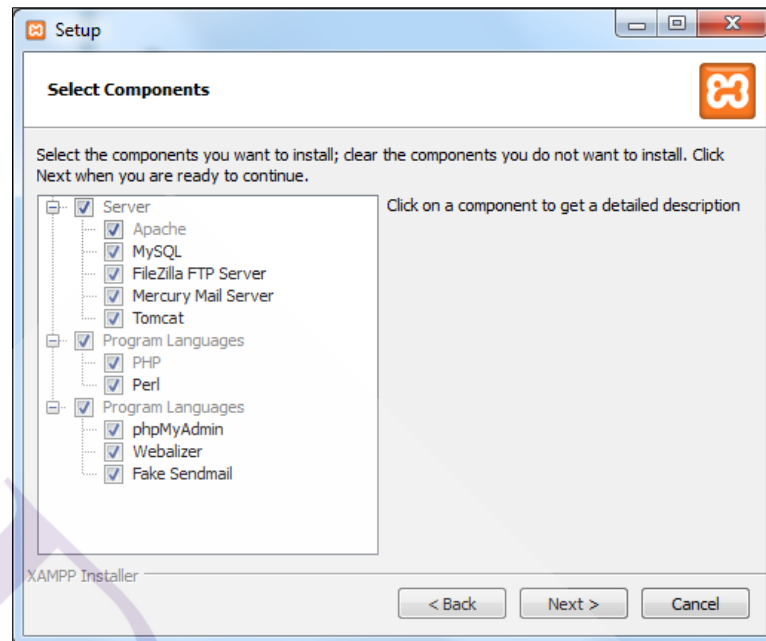 Setup
Select Components
Select the components you want to install; clear the components you do not want to install. Click
Next when you are ready to continue.
Server
Apache
MySQL
FileZilla FTP Server
Mercury Mail Server
Tomcat
Program Languages
PHP
Perl
Program Languages
phpMyAdmin
Webalizer
Fake Sendmail
Click on a component to get a detailed description
XAMPP Installer
< Back
Next >
Cancel